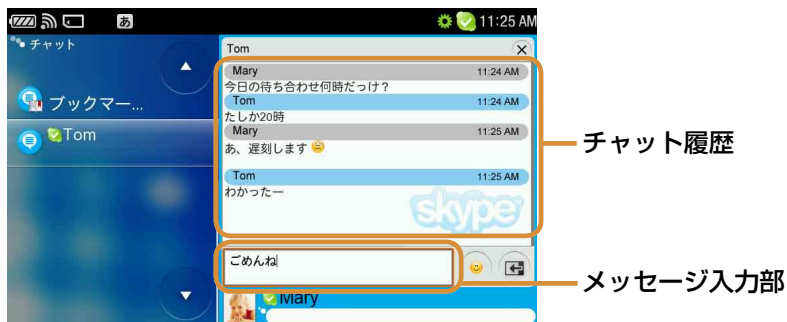 あ
11:25 AM
チャット
ブックマー...
Tom
Tom
Mary 11:24 AM
今日の待ち合わせ何時だっけ？
Tom 11:24 AM
たしか20時
Mary 11:25 AM
あ、遅刻します
Tom 11:25 AM
わかったー
skype
ごめんね
Mary
チャット履歴
メッセージ入力部